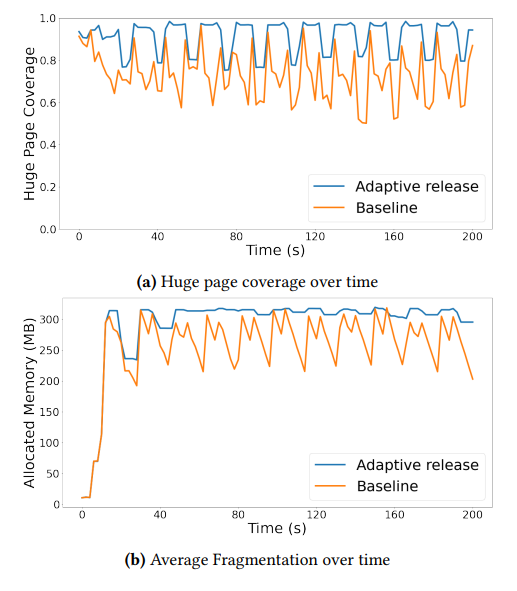 1.0
0.8
0.6
0.4
0.2
0.0
Huge Page Coverage
Adaptive release
Baseline
0 40 80 120 160 200
Time (s)
(a) Huge page coverage over time
300
250
200
150
100
50
0
Allocated Memory (MB)
Adaptive release
Baseline
0 40 80 120 160 200
Time (s)
(b) Average Fragmentation over time